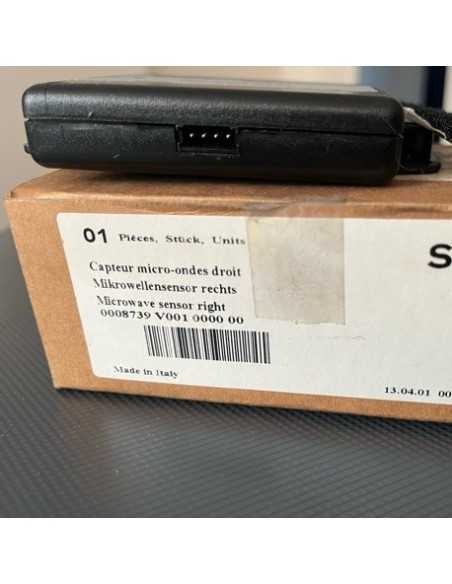 01 Pièces, Stück, Units
S
Capteur micro-ondes droit
Mikrowellensensor rechts
Microwave sensor right
0008739 V001 0000 00
Made in Italy
13.04.01 00